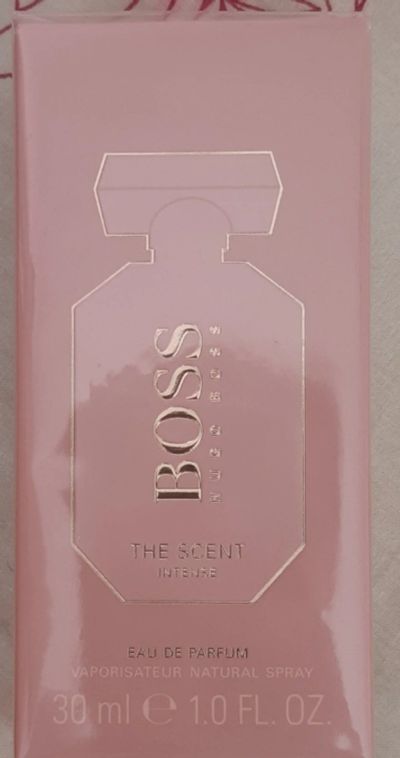 BOSS
HUGO BOSS
THE SCENT
INTENSE
EAU DE PARFUM
VAPORISATEUR NATURAL SPRAY
30 ml ℮ 1.0 FL. OZ.